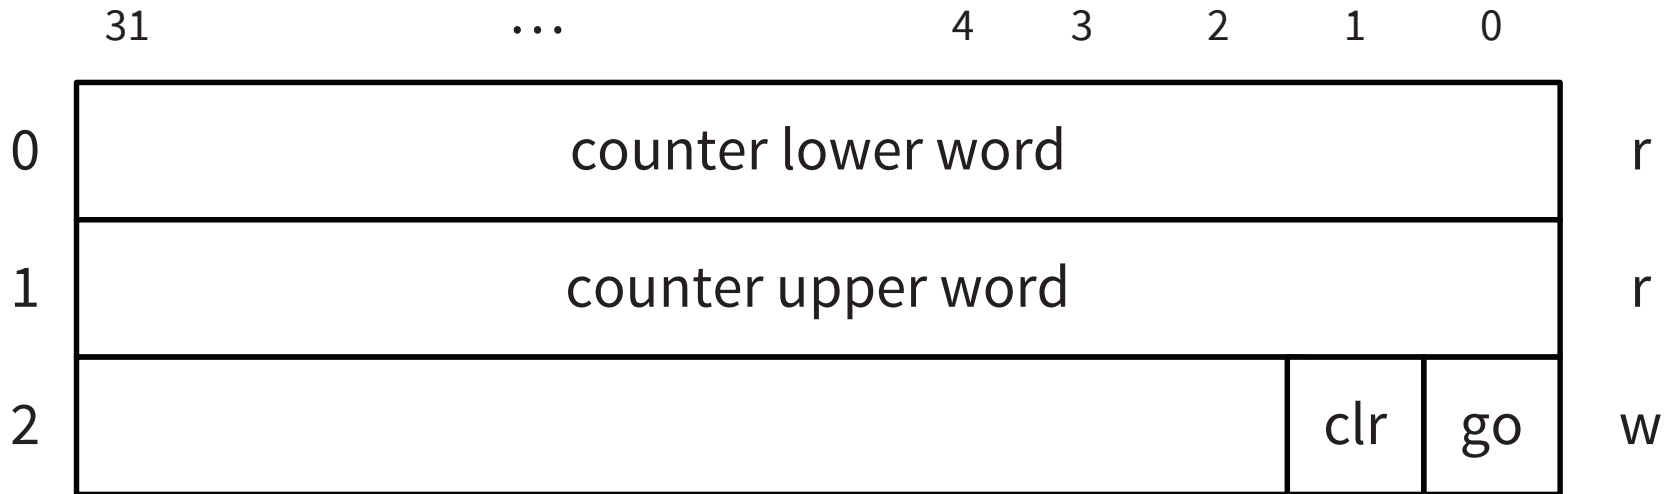 31 ... 4 3 2 1 0
0 counter lower word r
1 counter upper word r
2 clr go w